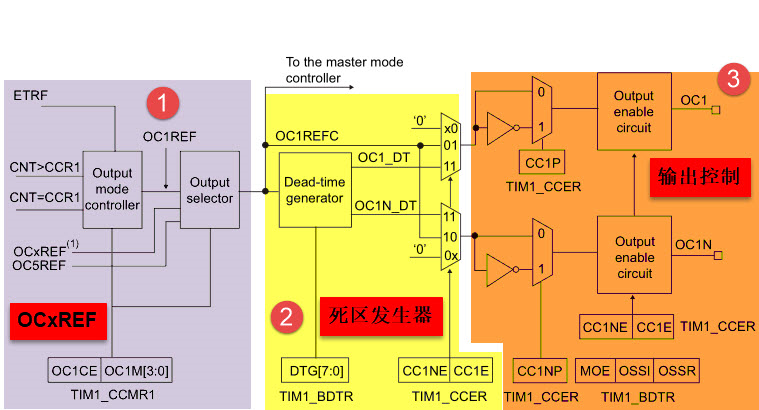 To the master mode
controller
1
3
ETRF
OC1REF
CNT>CCR1
CNT=CCR1
Output
mode
controller
Output
selector
OCxREF(1)
OC5REF
OCxREF
OC1CE
OC1M[3:0]
TIM1_CCMR1
OC1REFC
OC1_DT
Dead-time
generator
OC1N_DT
'0'
x0
01
11
11
10
0x
'0'
2
死区发生器
DTG[7:0]
TIM1_BDTR
CC1NE
CC1E
TIM1_CCER
0
1
CC1P
TIM1_CCER
Output
enable
circuit
OC1
输出控制
0
1
Output
enable
circuit
OC1N
CC1NE
CC1E
TIM1_CCER
CC1NP
TIM1_CCER
MOE
OSSI
OSSR
TIM1_BDTR